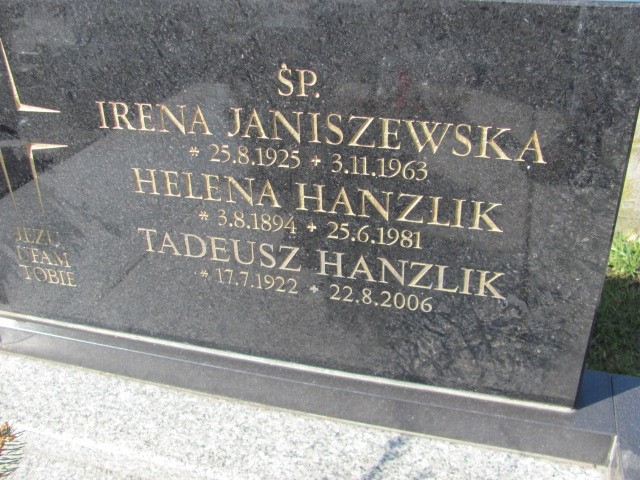 ŚP.
IRENA JANISZEWSKA
* 25.8.1925 + 3.11.1963
HELENA HANZLIK
* 3.8.1894 + 25.6.1981
TADEUSZ HANZLIK
* 17.7.1922 + 22.8.2006
JEZU
UFAM
TOBIE